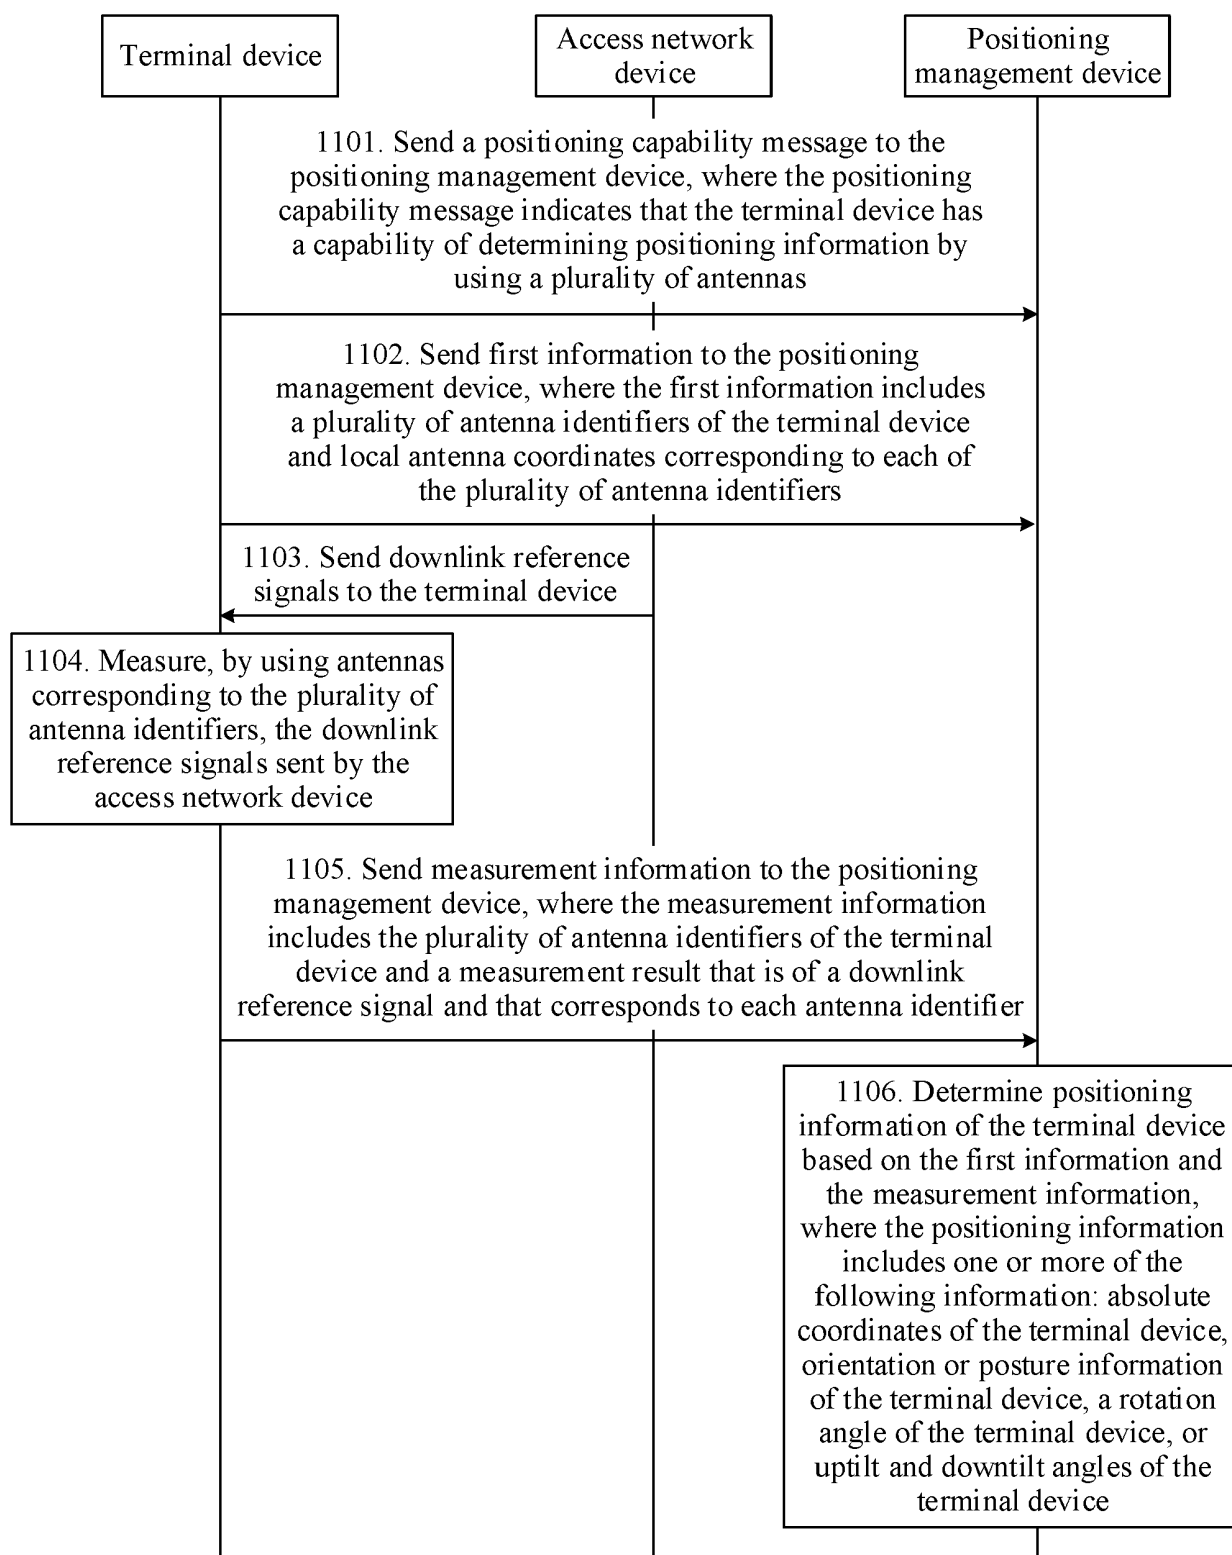 Terminal device
Access network
device
Positioning
management device
1101. Send a positioning capability message to the
positioning management device, where the positioning
capability message indicates that the terminal device has
a capability of determining positioning information by
using a plurality of antennas
1102. Send first information to the positioning
management device, where the first information includes
a plurality of antenna identifiers of the terminal device
and local antenna coordinates corresponding to each of
the plurality of antenna identifiers
1103. Send downlink reference
signals to the terminal device
1104. Measure, by using antennas
corresponding to the plurality of
antenna identifiers, the downlink
reference signals sent by the
access network device
1105. Send measurement information to the positioning
management device, where the measurement information
includes the plurality of antenna identifiers of the terminal
device and a measurement result that is of a downlink
reference signal and that corresponds to each antenna identifier
1106. Determine positioning
information of the terminal device
based on the first information and
the measurement information,
where the positioning information
includes one or more of the
following information: absolute
coordinates of the terminal device,
orientation or posture information
of the terminal device, a rotation
angle of the terminal device, or
uptilt and downtilt angles of the
terminal device